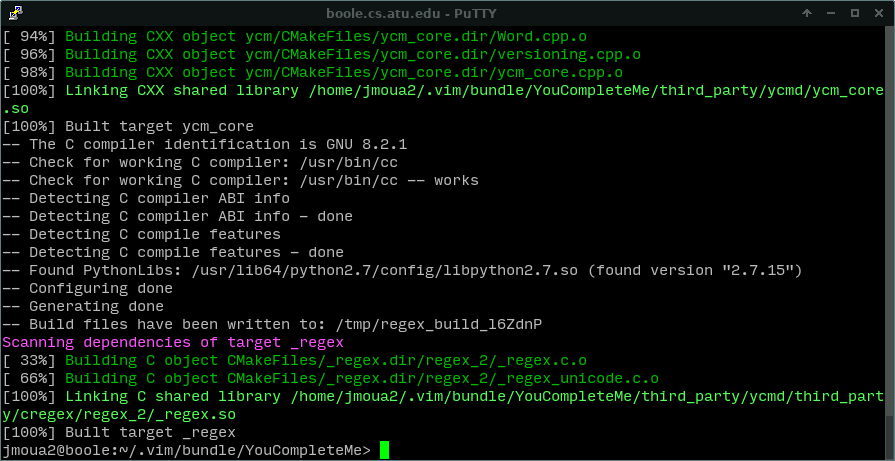 boole.cs.atu.edu - PuTTY
[ 94%] Building CXX object ycm/CMakeFiles/ycm_core.dir/Word.cpp.o
[ 96%] Building CXX object ycm/CMakeFiles/ycm_core.dir/versioning.cpp.o
[ 98%] Building CXX object ycm/CMakeFiles/ycm_core.dir/ycm_core.cpp.o
[100%] Linking CXX shared library /home/jmoua2/.vim/bundle/YouCompleteMe/third_party/ycmd/ycm_core
.so
[100%] Built target ycm_core
-- The C compiler identification is GNU 8.2.1
-- Check for working C compiler: /usr/bin/cc
-- Check for working C compiler: /usr/bin/cc -- works
-- Detecting C compiler ABI info
-- Detecting C compiler ABI info - done
-- Detecting C compile features
-- Detecting C compile features - done
-- Found PythonLibs: /usr/lib64/python2.7/config/libpython2.7.so (found version "2.7.15")
-- Configuring done
-- Generating done
-- Build files have been written to: /tmp/regex_build_l6ZdnP
Scanning dependencies of target _regex
[ 33%] Building C object CMakeFiles/_regex.dir/regex_2/_regex.c.o
[ 66%] Building C object CMakeFiles/_regex.dir/regex_2/_regex_unicode.c.o
[100%] Linking C shared library /home/jmoua2/.vim/bundle/YouCompleteMe/third_party/ycmd/third_part
y/cregex/regex_2/_regex.so
[100%] Built target _regex
jmoua2@boole:~/.vim/bundle/YouCompleteMe>